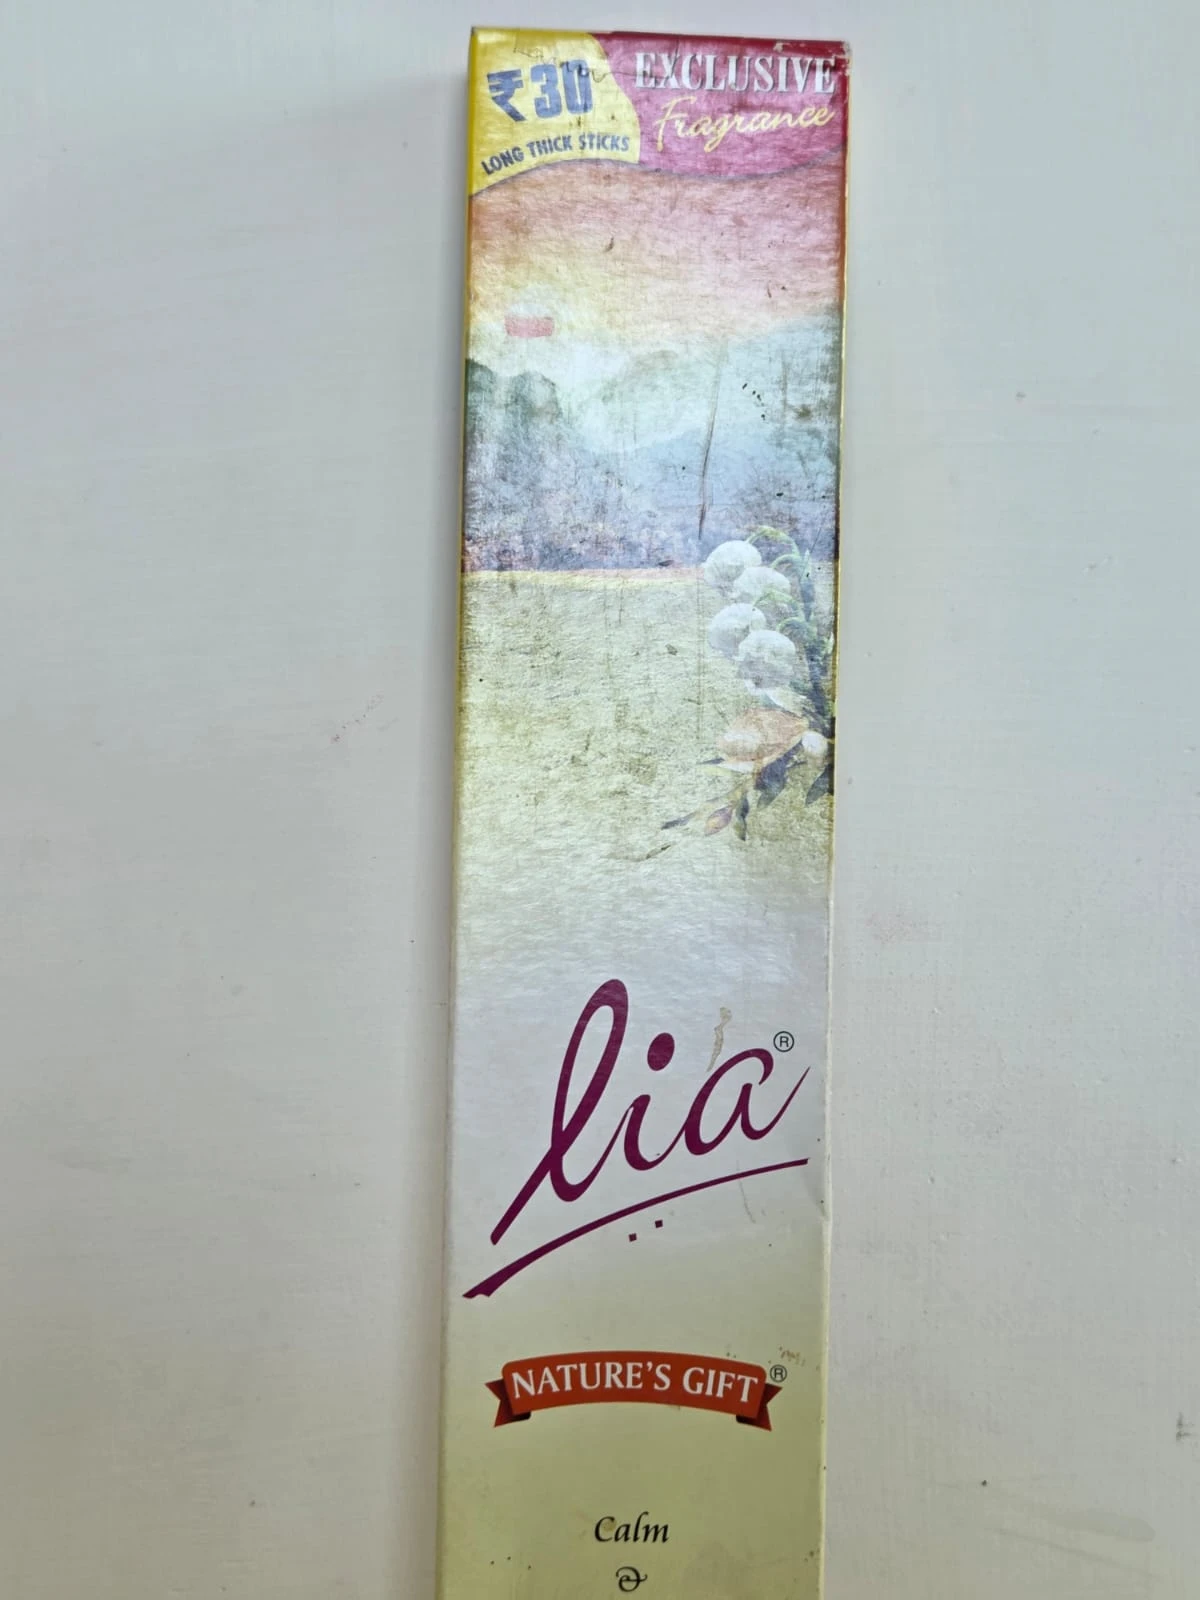 ₹30
LONG THICK STICKS
EXCLUSIVE
Fragrance
lia®
NATURE'S GIFT®
Calm